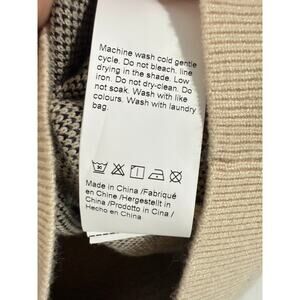 Machine wash cold gentle
cycle. Do not bleach. line
drying in the shade. Low
iron. Do not dry-clean. Do
not soak. Wash with like
colours. Wash with laundry
bag.
Made in China /Fabriqué
en Chine /Hergestellt in
China /Prodotto in Cina /
Hecho en China